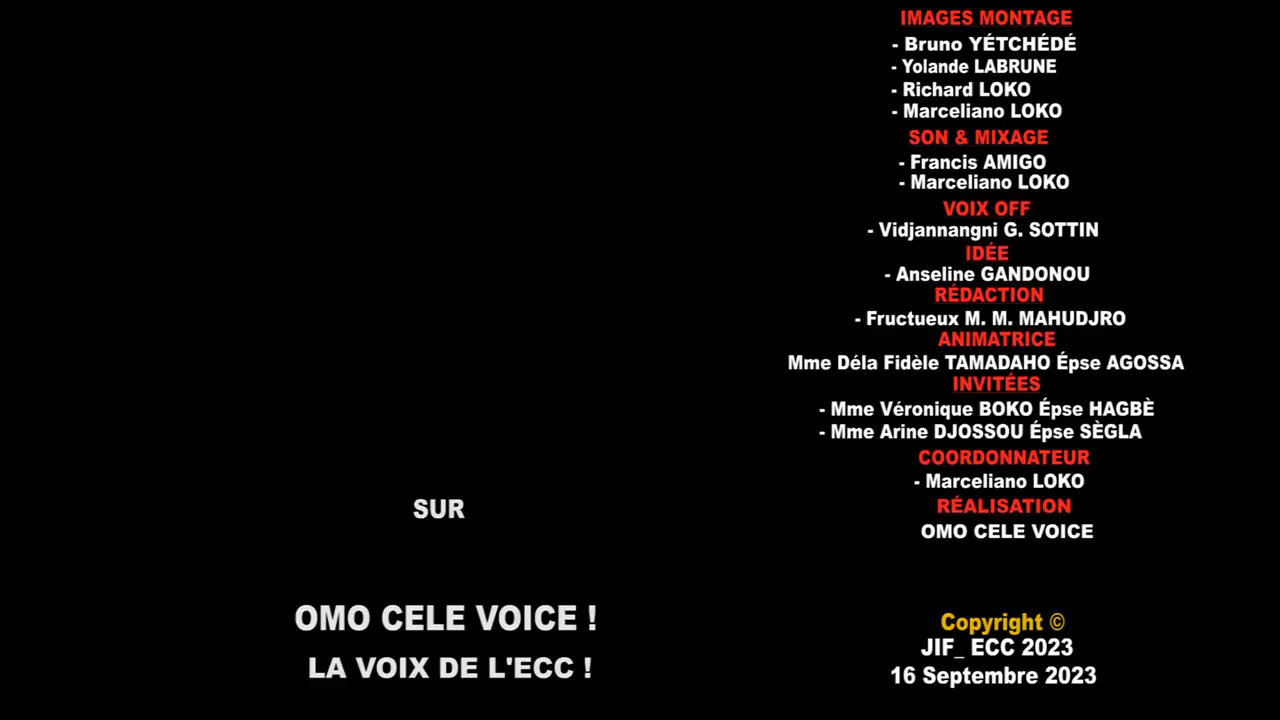 IMAGES MONTAGE
- Bruno YÉTCHÉDÉ
- Yolande LABRUNE
- Richard LOKO
- Marceliano LOKO
SON & MIXAGE
- Francis AMIGO
- Marceliano LOKO
VOIX OFF
- Vidjannangni G. SOTTIN
IDÉE
- Anseline GANDONOU
RÉDACTION
- Fructueux M. M. MAHUDJRO
ANIMATRICE
Mme Déla Fidèle TAMADAHO Épse AGOSSA
INVITÉES
- Mme Véronique BOKO Épse HAGBÈ
- Mme Arine DJOSSOU Épse SÈGLA
COORDONNATEUR
- Marceliano LOKO
RÉALISATION
OMO CELE VOICE
Copyright ©
JIF_ ECC 2023
16 Septembre 2023
SUR
OMO CELE VOICE !
LA VOIX DE L'ECC !